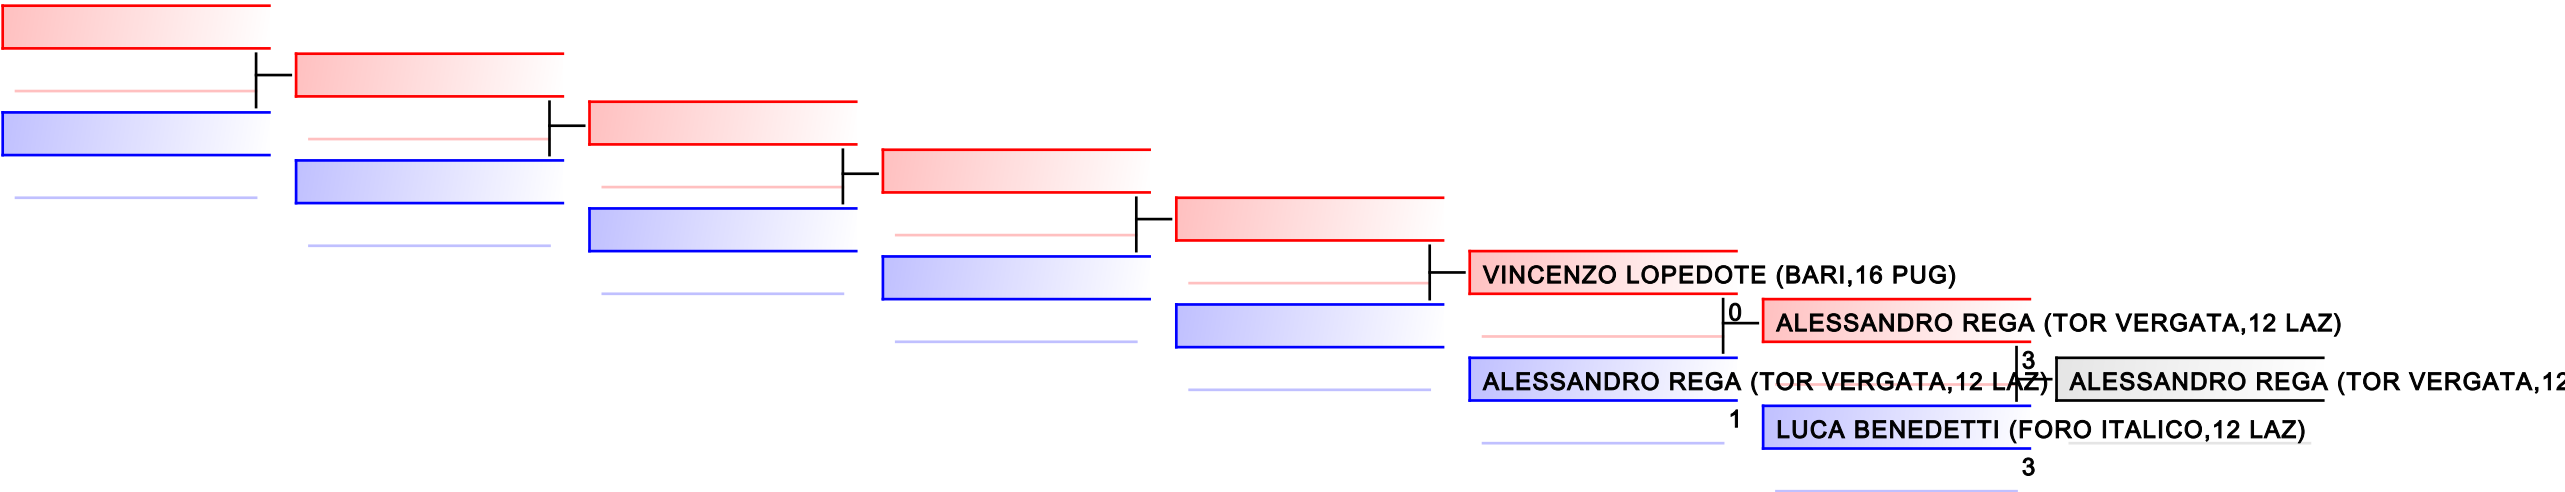 VINCENZO LOPEDOTE (BARI,16 PUG)
0
ALESSANDRO REGA (TOR VERGATA,12 LAZ)
1
ALESSANDRO REGA (TOR VERGATA,12 LAZ)
3
LUCA BENEDETTI (FORO ITALICO,12 LAZ)
3
ALESSANDRO REGA (TOR VERGATA,12